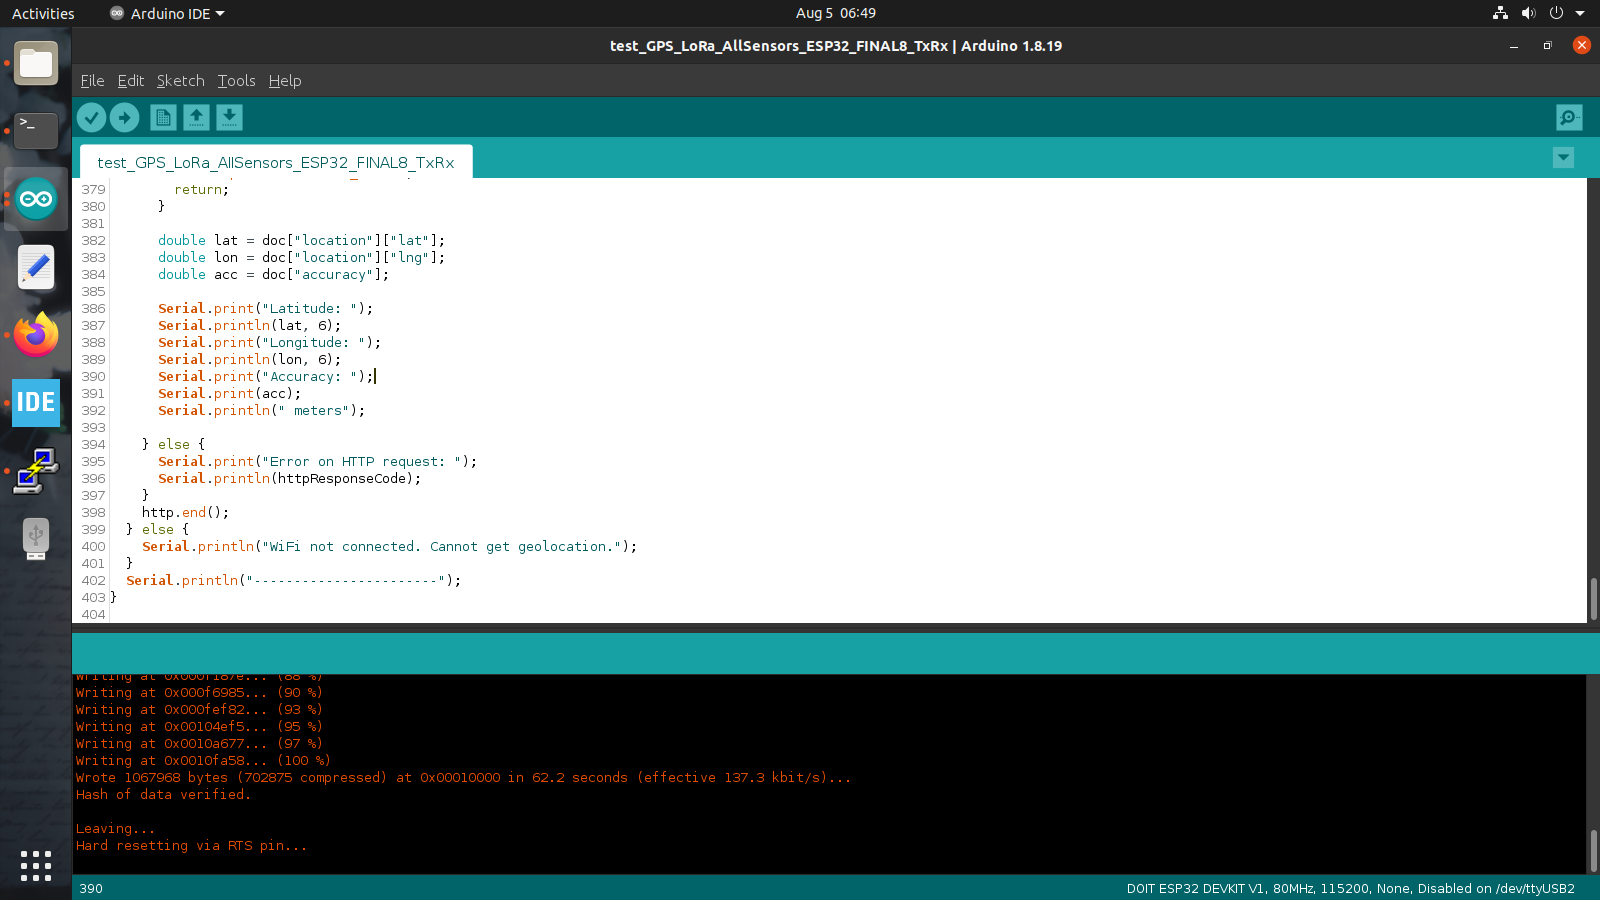 Activities
Arduino IDE
Aug 5 06:49
test_GPS_LoRa_AllSensors_ESP32_FINAL8_TxRx | Arduino 1.8.19
File Edit Sketch Tools Help
test_GPS_LoRa_AllSensors_ESP32_FINAL8_TxRx
379 return;
380 }
381
382 double lat = doc["location"]["lat"];
383 double lon = doc["location"]["lng"];
384 double acc = doc["accuracy"];
385
386 Serial.print("Latitude: ");
387 Serial.println(lat, 6);
388 Serial.print("Longitude: ");
389 Serial.println(lon, 6);
390 Serial.print("Accuracy: ");
391 Serial.print(acc);
392 Serial.println(" meters");
393
394 } else {
395 Serial.print("Error on HTTP request: ");
396 Serial.println(httpResponseCode);
397 }
398 http.end();
399 } else {
400 Serial.println("WiFi not connected. Cannot get geolocation.");
401 }
402 Serial.println("-----------------------");
403 }
404
>_
IDE
Writing at 0x000f187e... (88 %)
Writing at 0x000f6985... (90 %)
Writing at 0x000fef82... (93 %)
Writing at 0x00104ef5... (95 %)
Writing at 0x0010a677... (97 %)
Writing at 0x0010fa58... (100 %)
Wrote 1067968 bytes (702875 compressed) at 0x00010000 in 62.2 seconds (effective 137.3 kbit/s)...
Hash of data verified.
Leaving...
Hard resetting via RTS pin...
390
DOIT ESP32 DEVKIT V1, 80MHz, 115200, None, Disabled on /dev/ttyUSB2